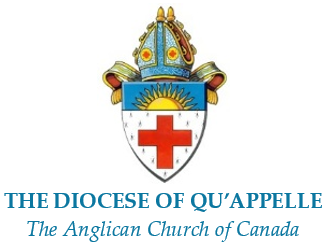 THE DIOCESE OF QU’APPELLE
The Anglican Church of Canada